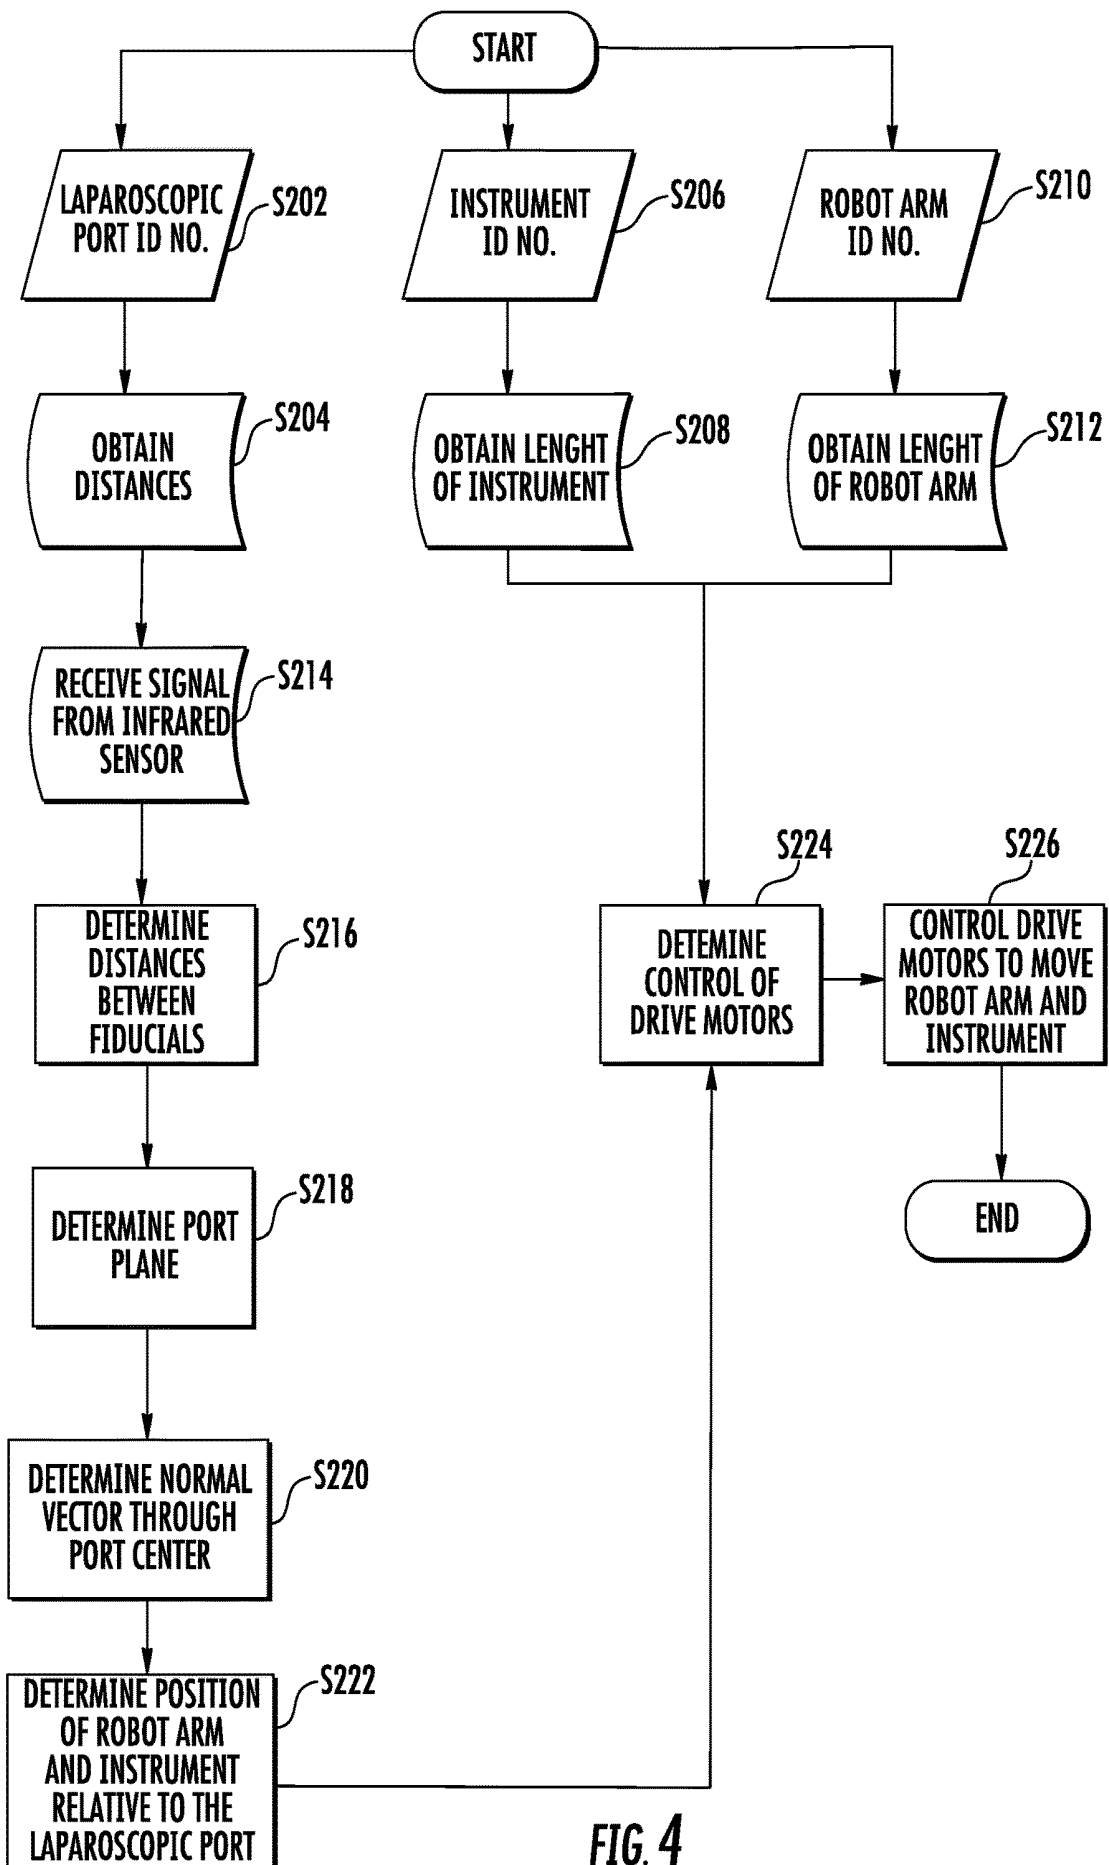 START
LAPAROSCOPIC
PORT ID NO.
S202
INSTRUMENT
ID NO.
S206
ROBOT ARM
ID NO.
S210
OBTAIN
DISTANCES
S204
OBTAIN LENGHT
OF INSTRUMENT
S208
OBTAIN LENGHT
OF ROBOT ARM
S212
RECEIVE SIGNAL
FROM INFRARED
SENSOR
S214
DETERMINE
DISTANCES
BETWEEN
FIDUCIALS
S216
DETEMINE
CONTROL OF
DRIVE MOTORS
S224
CONTROL DRIVE
MOTORS TO MOVE
ROBOT ARM AND
INSTRUMENT
S226
DETERMINE PORT
PLANE
S218
END
DETERMINE NORMAL
VECTOR THROUGH
PORT CENTER
S220
DETERMINE POSITION
OF ROBOT ARM
AND INSTRUMENT
RELATIVE TO THE
LAPAROSCOPIC PORT
S222
FIG. 4